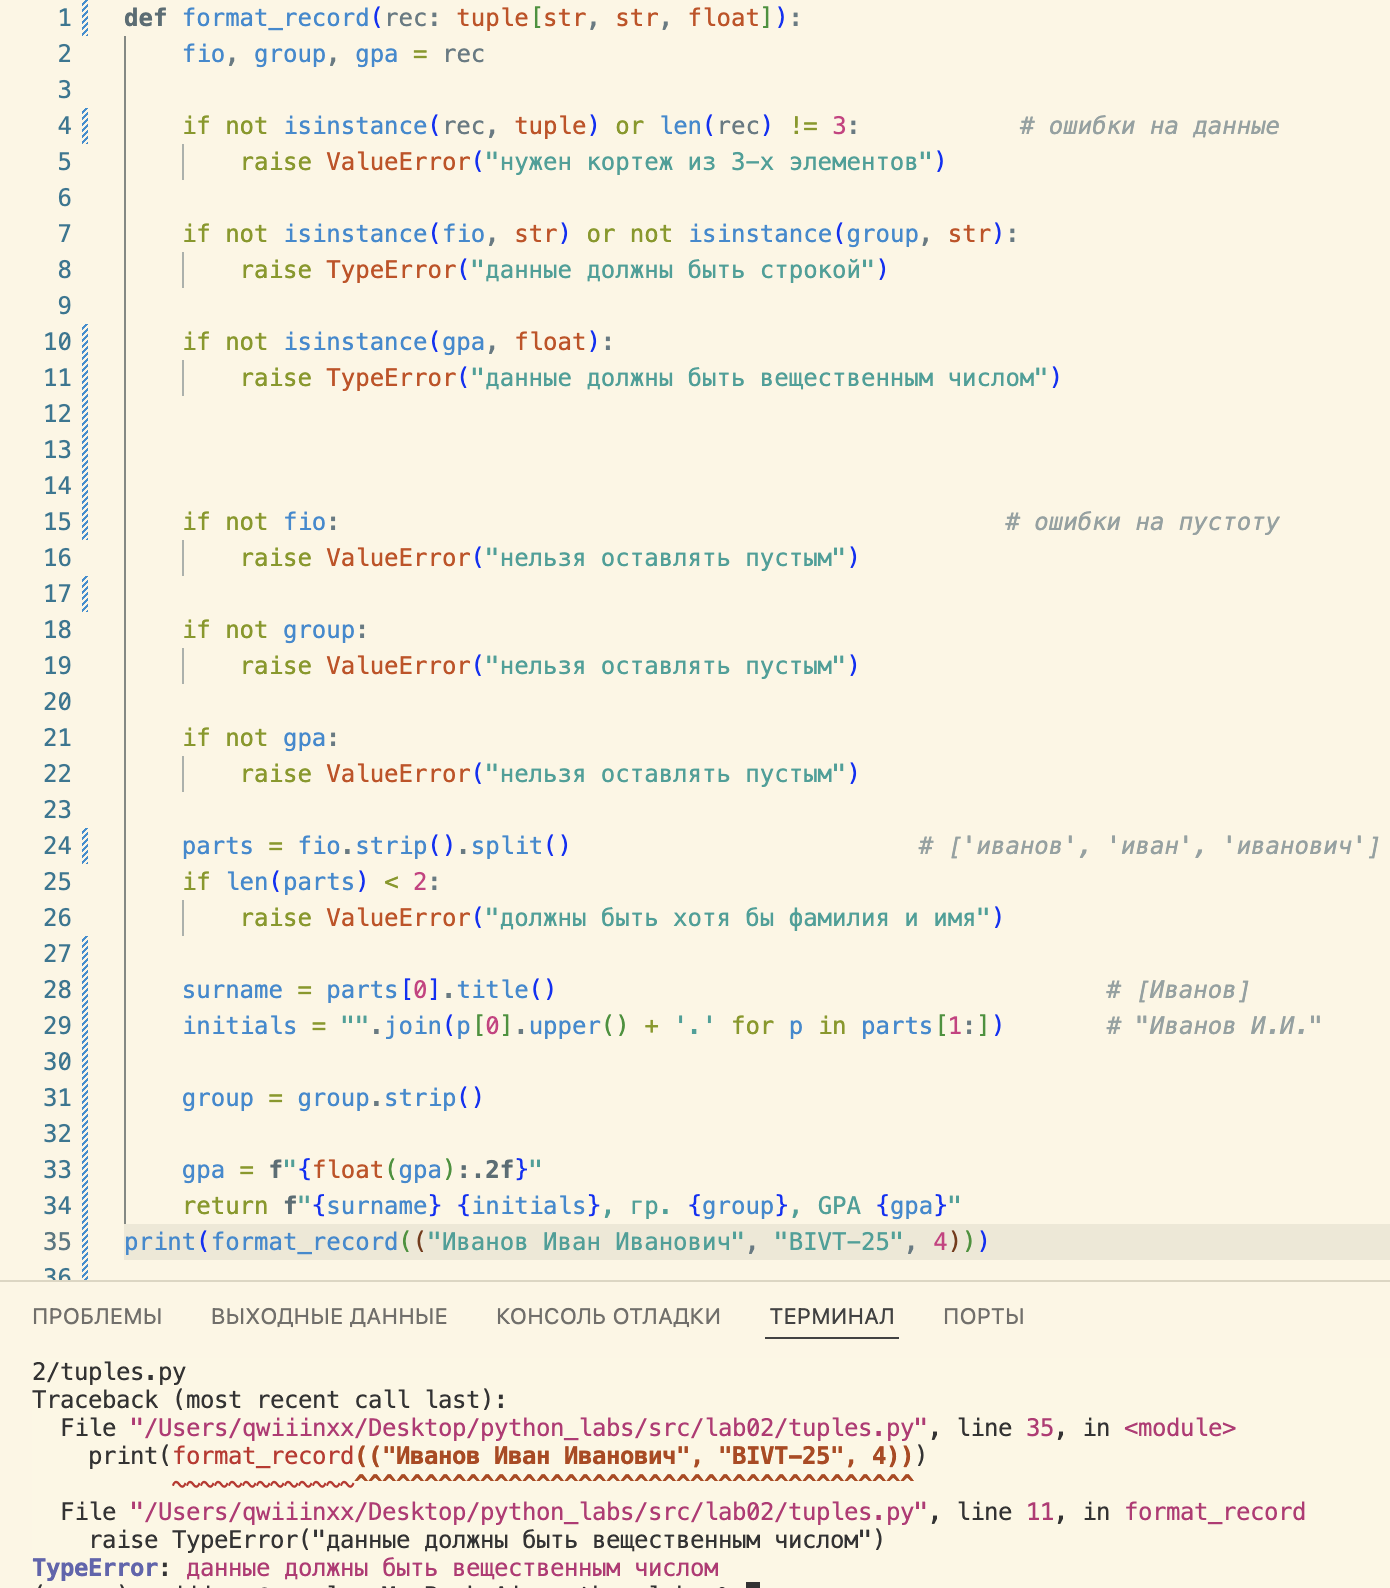 1 def format_record(rec: tuple[str, str, float]):
2 fio, group, gpa = rec
3
4 if not isinstance(rec, tuple) or len(rec) != 3: # ошибки на данные
5 raise ValueError("нужен кортеж из 3-х элементов")
6
7 if not isinstance(fio, str) or not isinstance(group, str):
8 raise TypeError("данные должны быть строкой")
9
10 if not isinstance(gpa, float):
11 raise TypeError("данные должны быть вещественным числом")
12
13
14
15 if not fio: # ошибки на пустоту
16 raise ValueError("нельзя оставлять пустым")
17
18 if not group:
19 raise ValueError("нельзя оставлять пустым")
20
21 if not gpa:
22 raise ValueError("нельзя оставлять пустым")
23
24 parts = fio.strip().split() # ['иванов', 'иван', 'иванович']
25 if len(parts) < 2:
26 raise ValueError("должны быть хотя бы фамилия и имя")
27
28 surname = parts[0].title() # [Иванов]
29 initials = "".join(p[0].upper() + '.' for p in parts[1:]) # "Иванов И.И."
30
31 group = group.strip()
32
33 gpa = f"{float(gpa):.2f}"
34 return f"{surname} {initials}, гр. {group}, GPA {gpa}"
35 print(format_record(("Иванов Иван Иванович", "BIVT-25", 4)))
36
ПРОБЛЕМЫ ВЫХОДНЫЕ ДАННЫЕ КОНСОЛЬ ОТЛАДКИ ТЕРМИНАЛ ПОРТЫ
2/tuples.py
Traceback (most recent call last):
File "/Users/qwiiinxx/Desktop/python_labs/src/lab02/tuples.py", line 35, in <module>
print(format_record(("Иванов Иван Иванович", "BIVT-25", 4)))
~~~~~~~~~~~~~^^^^^^^^^^^^^^^^^^^^^^^^^^^^^^^^^^^^^^^^
File "/Users/qwiiinxx/Desktop/python_labs/src/lab02/tuples.py", line 11, in format_record
raise TypeError("данные должны быть вещественным числом")
TypeError: данные должны быть вещественным числом